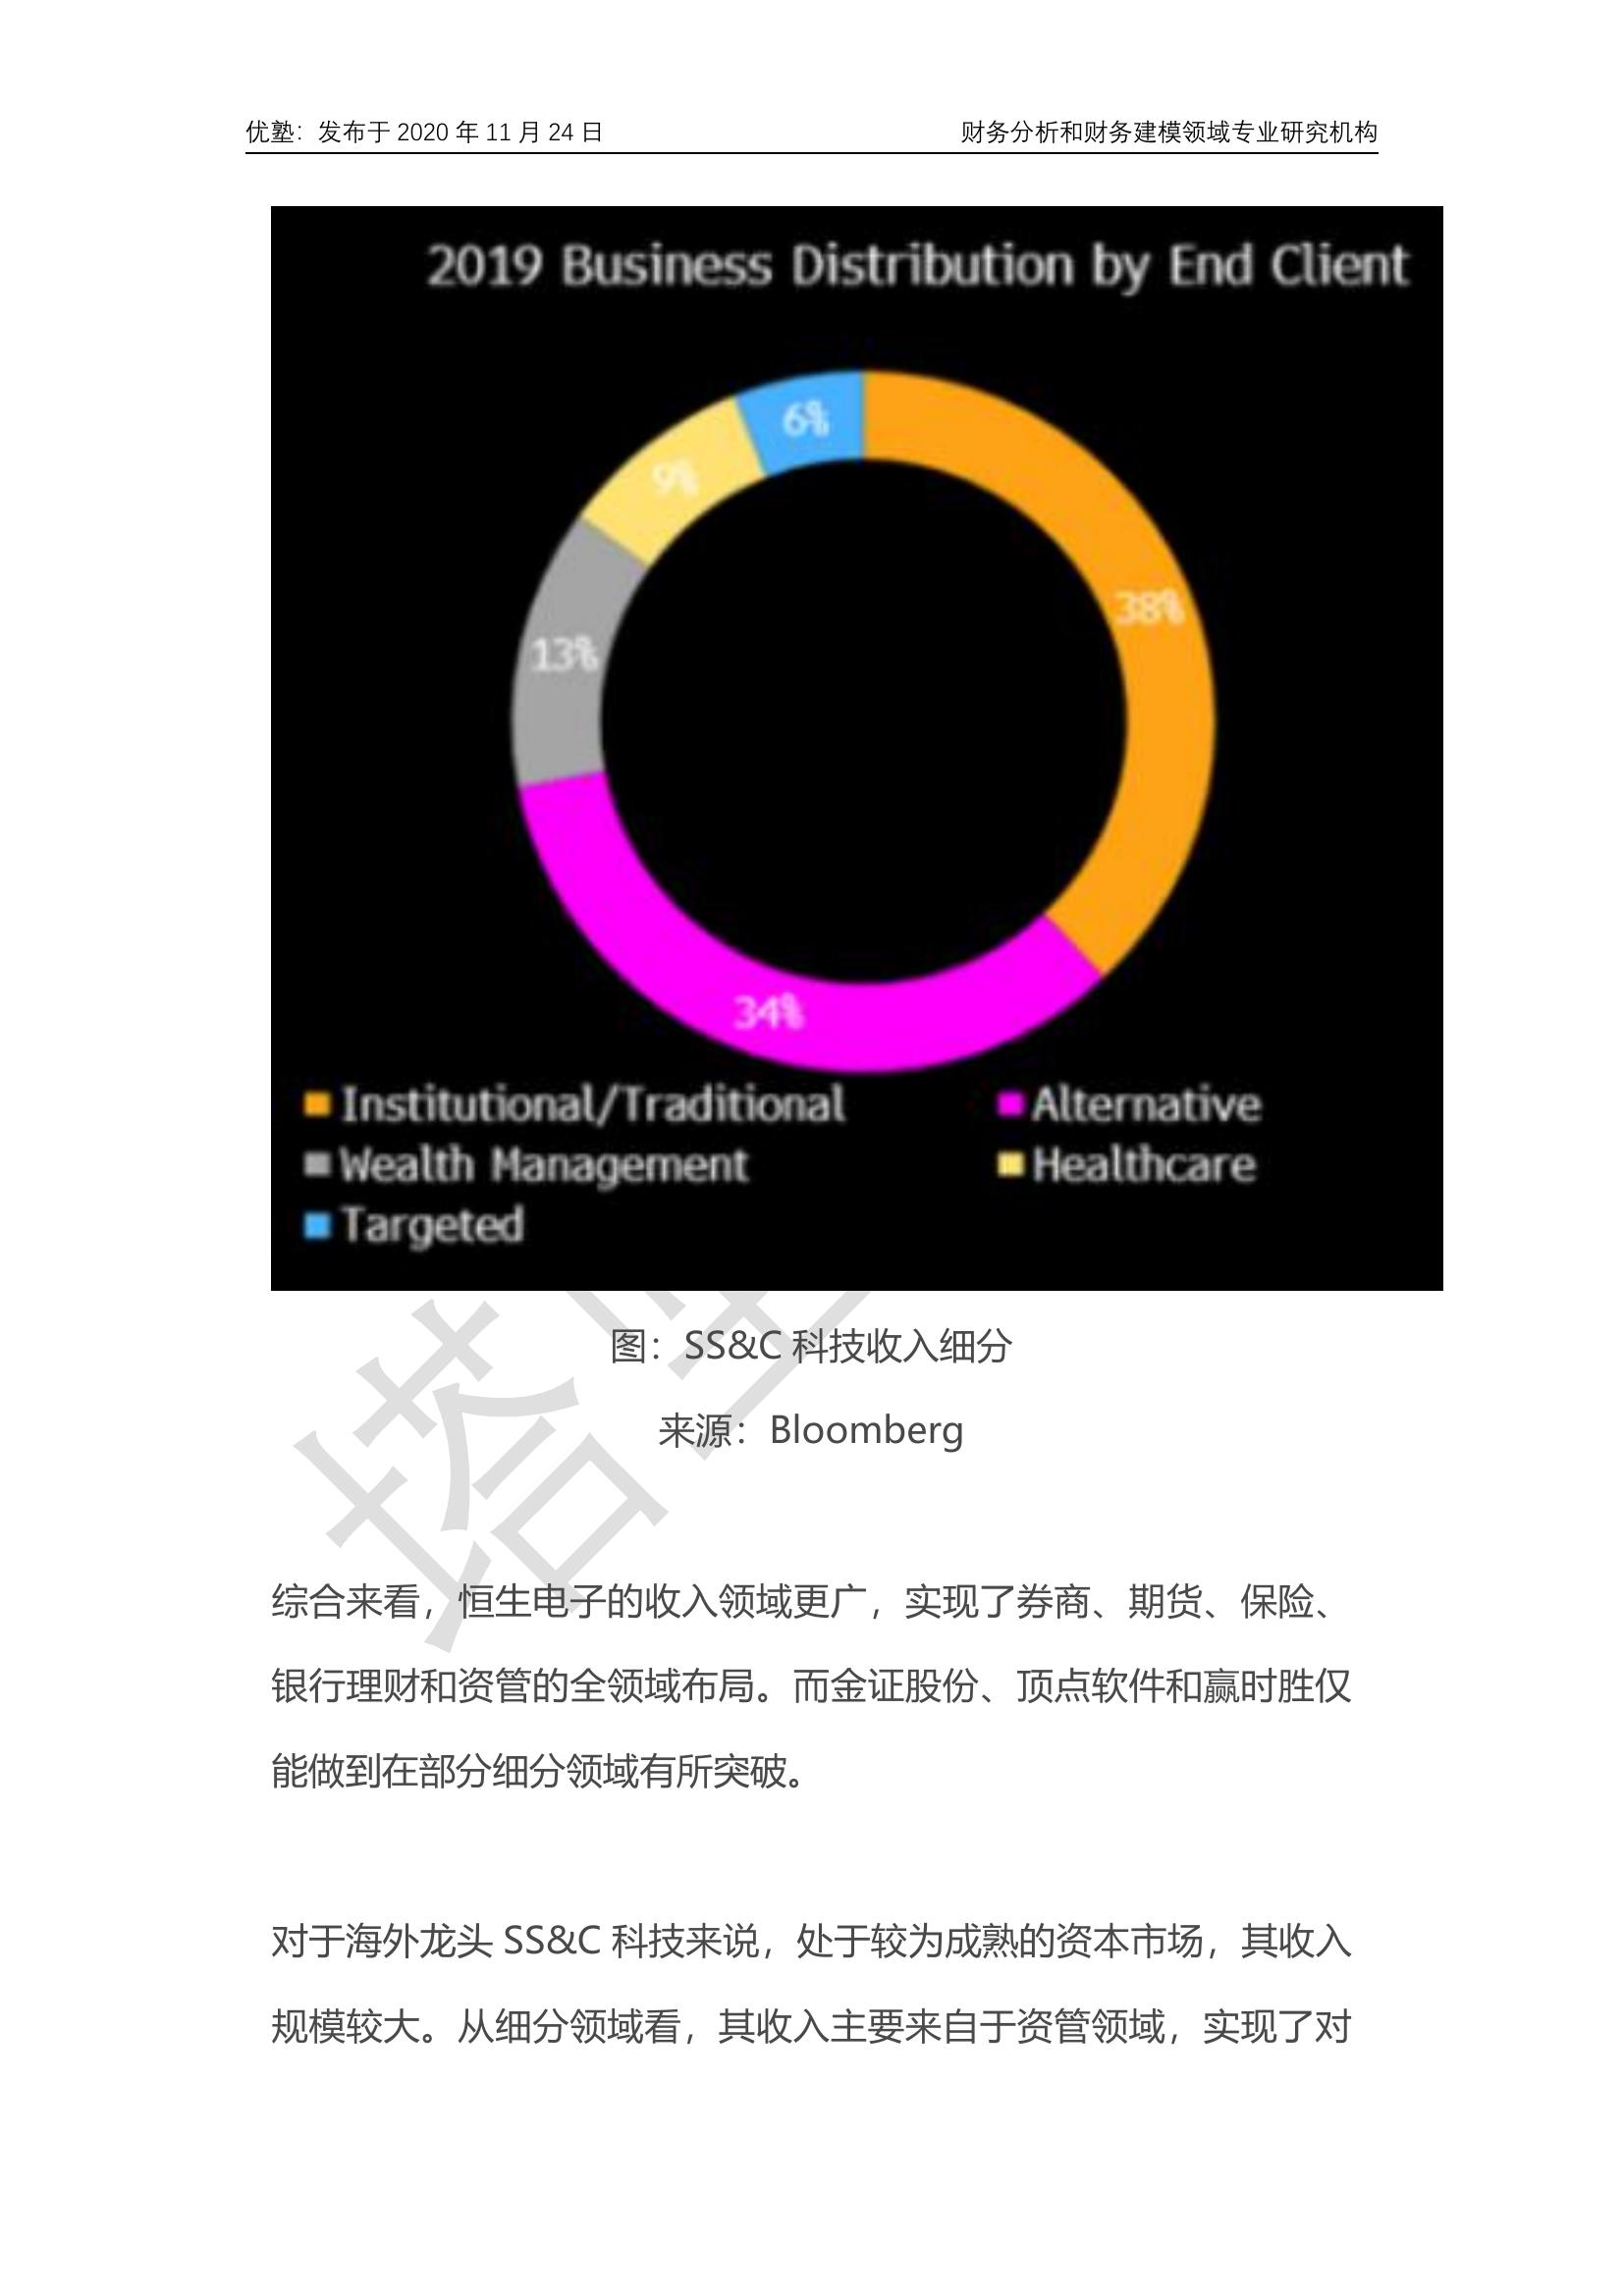 优塾：发布于 2020 年 11 月 24 日 财务分析和财务建模领域专业研究机构
2019 Business Distribution by End Client
6%
9%
38%
13%
34%
Institutional/Traditional Alternative
Wealth Management Healthcare
Targeted
图：SS&C 科技收入细分
来源：Bloomberg
综合来看，恒生电子的收入领域更广，实现了券商、期货、保险、
银行理财和资管的全领域布局。而金证股份、顶点软件和赢时胜仅
能做到在部分细分领域有所突破。
对于海外龙头 SS&C 科技来说，处于较为成熟的资本市场，其收入
规模较大。从细分领域看，其收入主要来自于资管领域，实现了对
塔